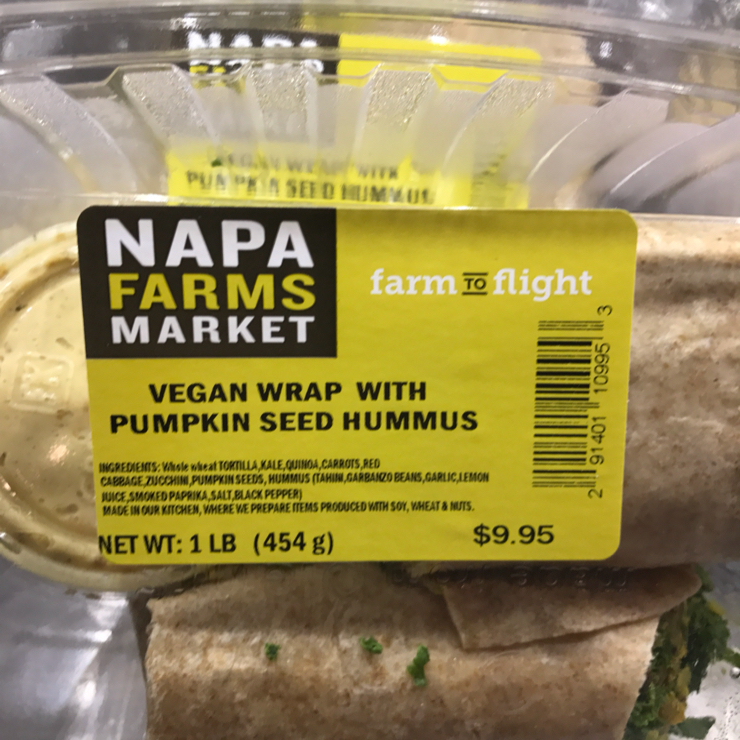 NAPA
FARMS
MARKET
farm TO flight
VEGAN WRAP WITH
PUMPKIN SEED HUMMUS
INGREDIENTS: Whole wheat TORTILLA,KALE,QUINOA,CARROTS,RED
CABBAGE,ZUCCHINI,PUMPKIN SEEDS, HUMMUS (TAHINI,GARBANZO BEANS,GARLIC,LEMON
JUICE,SMOKED PAPRIKA,SALT,BLACK PEPPER)
MADE IN OUR KITCHEN, WHERE WE PREPARE ITEMS PRODUCED WITH SOY, WHEAT & NUTS.
NET WT: 1 LB (454 g)
$9.95
2 91401 10995 3